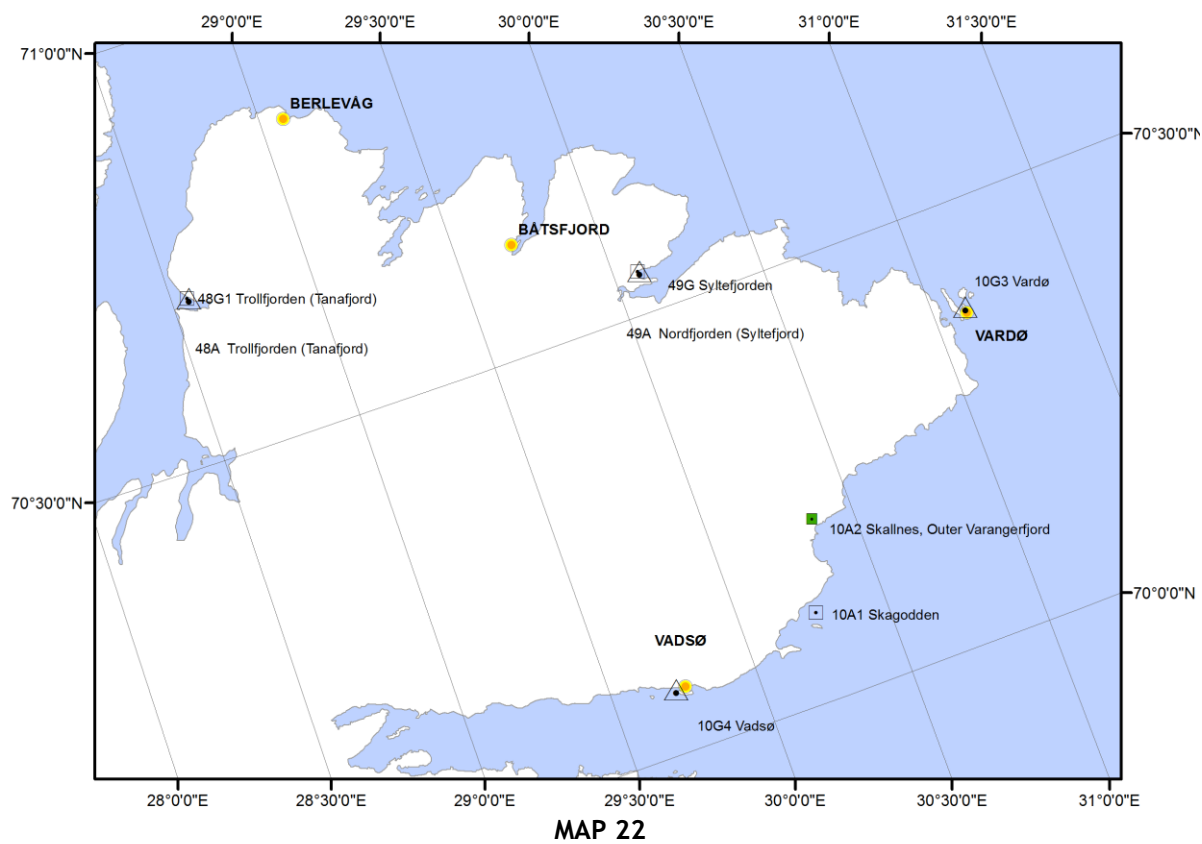 29°0'0"E 29°30'0"E 30°0'0"E 30°30'0"E 31°0'0"E 31°30'0"E
71°0'0"N
BERLEVÅG
70°30'0"N
BÅTSFJORD
49G Syltefjorden
10G3 Vardø
48G1 Trollfjorden (Tanafjord)
49A Nordfjorden (Syltefjord)
VARDØ
48A Trollfjorden (Tanafjord)
70°30'0"N
10A2 Skallnes, Outer Varangerfjord
70°0'0"N
10A1 Skagodden
VADSØ
10G4 Vadsø
28°0'0"E 28°30'0"E 29°0'0"E 29°30'0"E 30°0'0"E 30°30'0"E 31°0'0"E
MAP 22